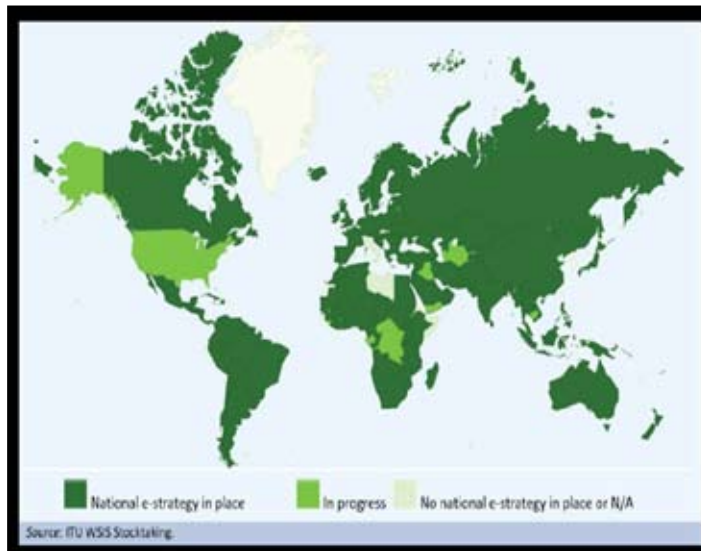 National e-strategy in place
In progress
No national e-strategy in place or N/A
Source: ITU WSIS Stocktaking.